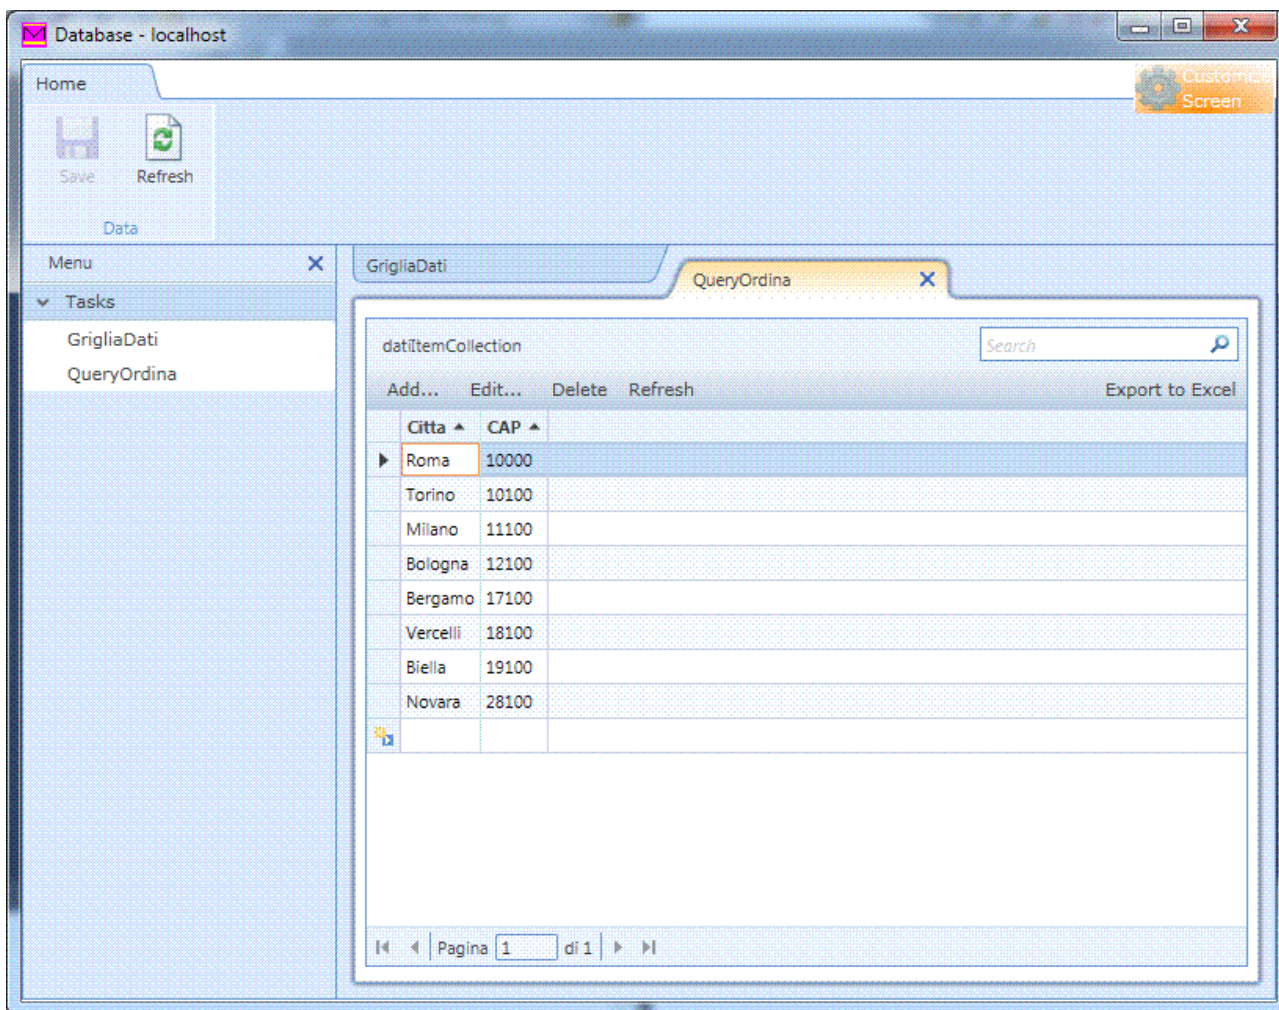 Database - localhost
Home
Customize
Screen
Save
Refresh
Data
Menu
Tasks
GrigliaDati
QueryOrdina
GrigliaDati
QueryOrdina
datiItemCollection
Search
Add... Edit... Delete Refresh Export to Excel
Citta CAP
Roma 10000
Torino 10100
Milano 11100
Bologna 12100
Bergamo 17100
Vercelli 18100
Biella 19100
Novara 28100
Pagina 1 di 1